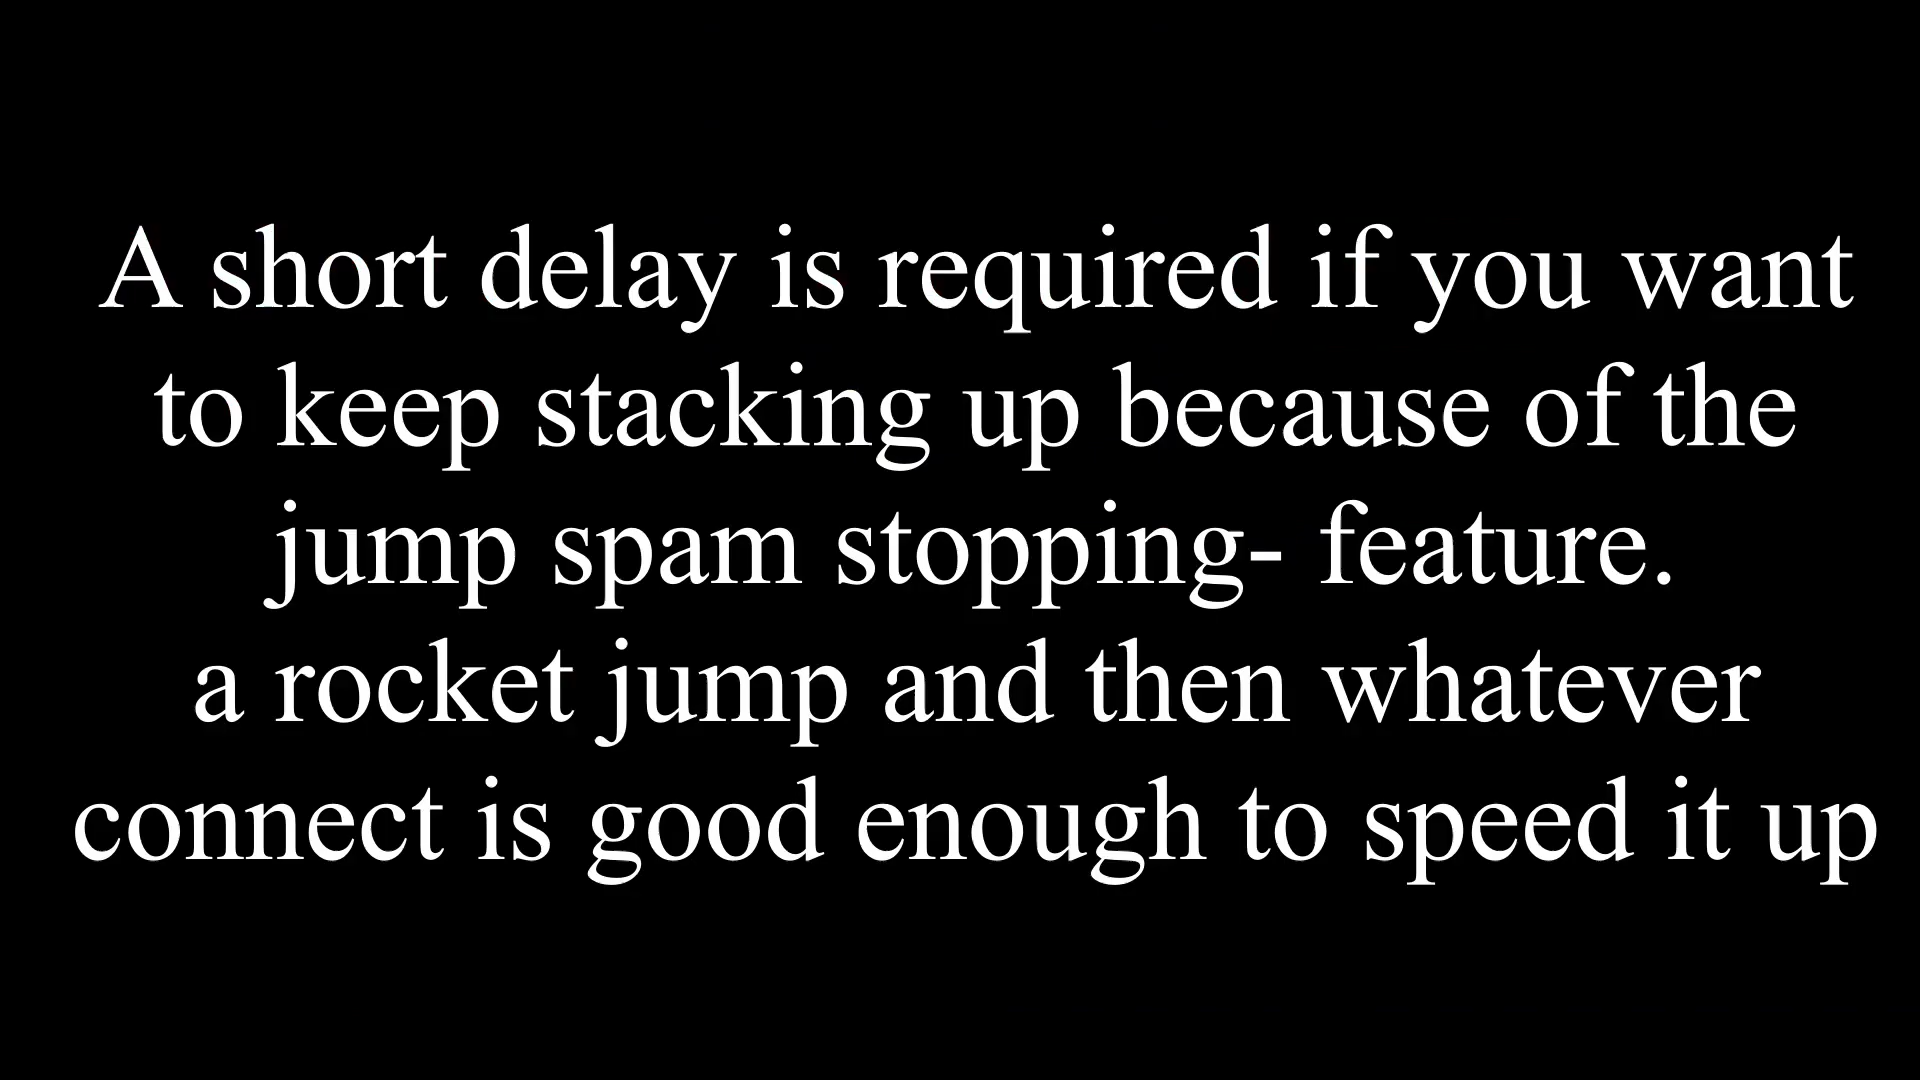 A short delay is required if you want
to keep stacking up because of the
jump spam stopping- feature.
a rocket jump and then whatever
connect is good enough to speed it up